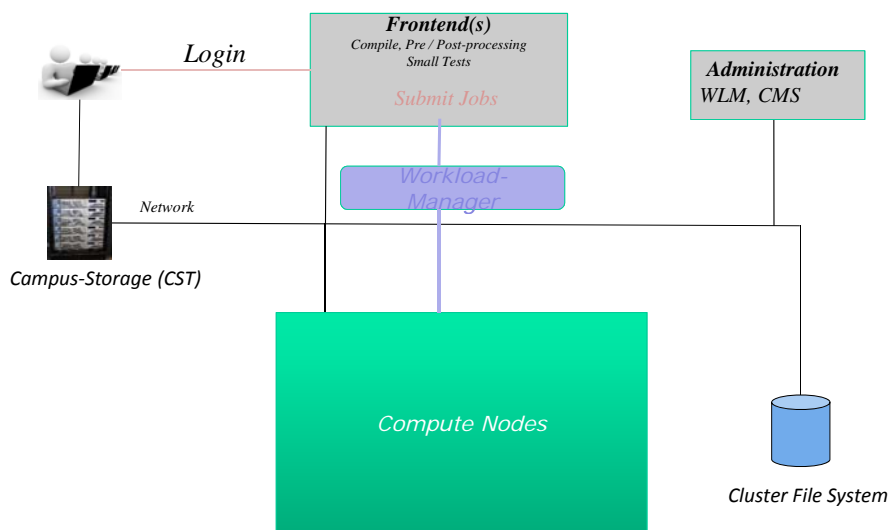 Frontend(s)
Compile, Pre / Post-processing
Small Tests
Submit Jobs
Login
Administration
WLM, CMS
Workload-
Manager
Network
Campus-Storage (CST)
Compute Nodes
Cluster File System